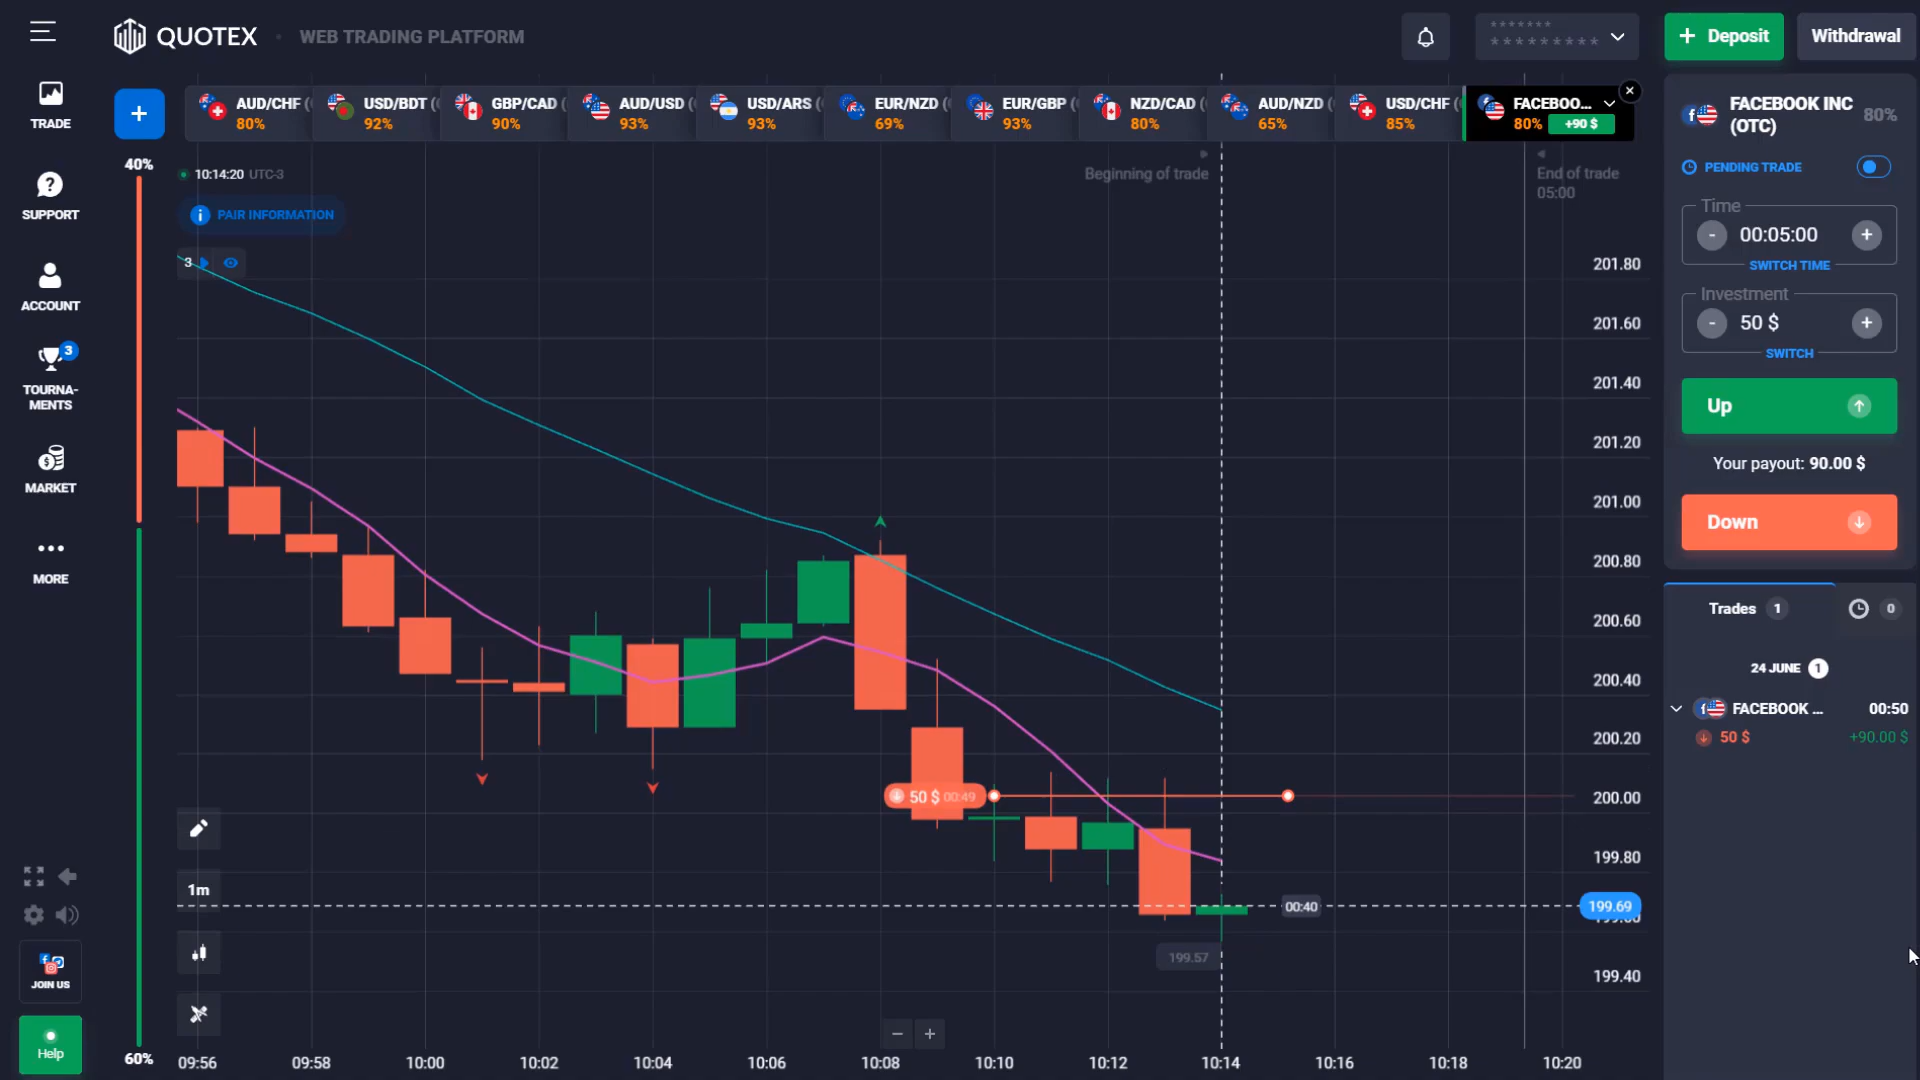 QUOTEX
WEB TRADING PLATFORM
*******
*********
+ Deposit
Withdrawal
TRADE
SUPPORT
ACCOUNT
3
TOURNA-
MENTS
MARKET
MORE
JOIN US
Help
+
40%
60%
AUD/CHF (
80%
USD/BDT (
92%
GBP/CAD (
90%
AUD/USD (
93%
USD/ARS (
93%
EUR/NZD (
69%
EUR/GBP (
93%
NZD/CAD (
80%
AUD/NZD (
65%
USD/CHF (
85%
FACEBOO...
80% +90 $
10:14:20 UTC-3
PAIR INFORMATION
3
Beginning of trade
End of trade
05:00
201.80
201.60
201.40
201.20
201.00
200.80
200.60
200.40
200.20
200.00
199.80
199.69
199.60
199.40
50 $ 00:49
00:40
199.57
1m
− +
09:56 09:58 10:00 10:02 10:04 10:06 10:08 10:10 10:12 10:14 10:16 10:18 10:20
FACEBOOK INC
(OTC)
80%
PENDING TRADE
Time
- 00:05:00 +
SWITCH TIME
Investment
- 50 $ +
SWITCH
Up
Your payout: 90.00 $
Down
Trades 1
0
24 JUNE 1
FACEBOOK ... 00:50
50 $ +90.00 $